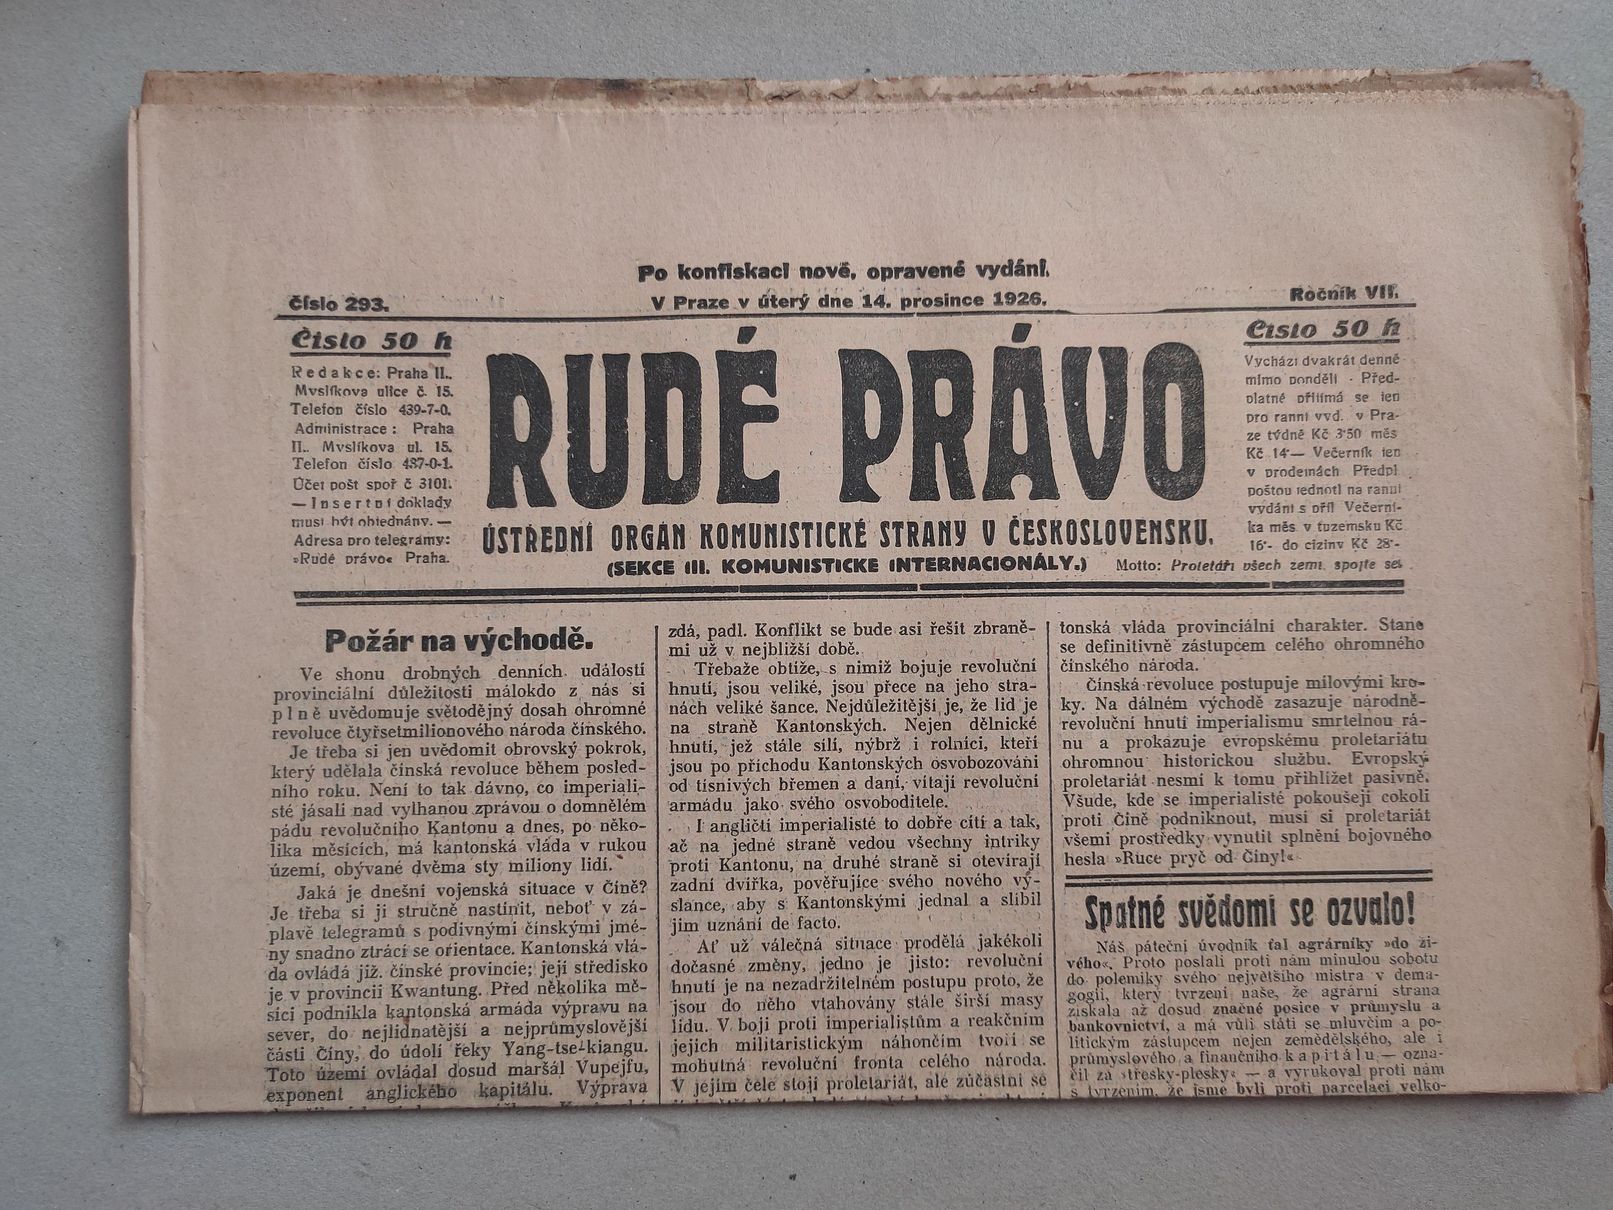 Po konfiskaci nové, opravené vydání.
Číslo 293.
V Praze v úterý dne 14. prosince 1926.
Ročník VII.
Číslo 50 h
Redakce: Praha II.,
Myslíkova ulice č. 15.
Telefon číslo 439-7-0.
Administrace: Praha
II., Myslíkova ul. 15.
Telefon číslo 437-0-1.
Účet pošt spoř č 3101.
— Insertní doklady
musí být objednány. —
Adresa pro telegramy:
»Rudé právo« Praha.
RUDÉ PRÁVO
ÚSTŘEDNÍ ORGÁN KOMUNISTICKÉ STRANY V ČESKOSLOVENSKU.
(SEKCE III. KOMUNISTICKÉ INTERNACIONÁLY.)
Motto: Proletáři všech zemí, spojte se!
Číslo 50 h
Vychází dvakrát denně
mimo pondělí - Před-
platné přijímá se jen
pro ranní vyd. v Pra-
ze týdně Kč 3·50 měs
Kč 14·— Večerník jen
v prodejnách Předpl
poštou jednotl na ranní
vydání s příl Večerní-
ka měs. v tuzemsku Kč
16·- do ciziny Kč 28·-
Požár na východě.
Ve shonu drobných denních událostí
provinciální důležitosti málokdo z nás si
plně uvědomuje světodějný dosah ohromné
revoluce čtyřsetmilionového národa čínského.
Je třeba si jen uvědomit obrovský pokrok,
který udělala čínská revoluce během posled-
ního roku. Není to tak dávno, co imperiali-
sté jásali nad vylhanou zprávou o domnělém
pádu revolučního Kantonu a dnes, po něko-
lika měsících, má kantonská vláda v rukou
území, obývané dvěma sty miliony lidí.
Jaká je dnešní vojenská situace v Číně?
Je třeba si ji stručně nastínit, neboť v zá-
plavě telegramů s podivnými čínskými jmé-
ny snadno ztrácí se orientace. Kantonská vlá-
da ovládá již čínské provincie; její středisko
je v provincii Kwantung. Před několika mě-
síci podnikla kantonská armáda výpravu na
sever, do nejlidnatější a nejprůmyslovější
části Číny, do údolí řeky Yang-tse-kiangu.
Toto území ovládal dosud maršál Vupejfu,
exponent anglického kapitálu. Výprava
zdá, padl. Konflikt se bude asi řešit zbraně-
mi už v nejbližší době.
Třebaže obtíže, s nimiž bojuje revoluční
hnutí, jsou veliké, jsou přece na jeho stra-
nách veliké šance. Nejdůležitější je, že lid je
na straně Kantonských. Nejen dělnické
hnutí, jež stále sílí, nýbrž i rolníci, kteří
jsou po příchodu Kantonských osvobozováni
od tísnivých břemen a daní, vítají revoluční
armádu jako svého osvoboditele.
I angličtí imperialisté to dobře cítí a tak,
ač na jedné straně vedou všechny intriky
proti Kantonu, na druhé straně si otevírají
zadní dvířka, pověřujíce svého nového vý-
slance, aby s Kantonskými jednal a slíbil
jim uznání de facto.
Ať už válečná situace prodělá jakékoli
dočasné změny, jedno je jisto: revoluční
hnutí je na nezadržitelném postupu proto, že
jsou do něho vtahovány stále širší masy
lidu. V boji proti imperialistům a reakčním
jejich militaristickým náhončím tvoří se
mohutná revoluční fronta celého národa.
V jejím čele stojí proletariát, ale zúčastní se
tonská vláda provinciální charakter. Stane
se definitivně zástupcem celého ohromného
čínského národa.
Čínská revoluce postupuje mílovými kro-
ky. Na dálném východě zasazuje národně-
revoluční hnutí imperialismu smrtelnou rá-
nu a prokazuje evropskému proletariátu
ohromnou historickou službu. Evropský
proletariát nesmí k tomu přihlížet pasivně.
Všude, kde se imperialisté pokoušejí cokoli
proti Číně podniknout, musí si proletariát
všemi prostředky vynutit splnění bojovného
hesla »Ruce pryč od Číny!«
Špatné svědomí se ozvalo!
Náš páteční úvodník ťal agrárníky »do ži-
vého«. Proto poslali proti nám minulou sobotu
do polemiky svého největšího mistra v dema-
gogii, který tvrzení naše, že agrární strana
získala až dosud značné posice v průmyslu a
bankovnictví, a má vůli státi se mluvčím a po-
litickým zástupcem nejen zemědělského, ale i
průmyslového a finančního kapitálu — ozna-
čil za »třesky-plesky« — a vyrukoval proti nám
s tvrzením, že jsme byli proti parcelaci velko-